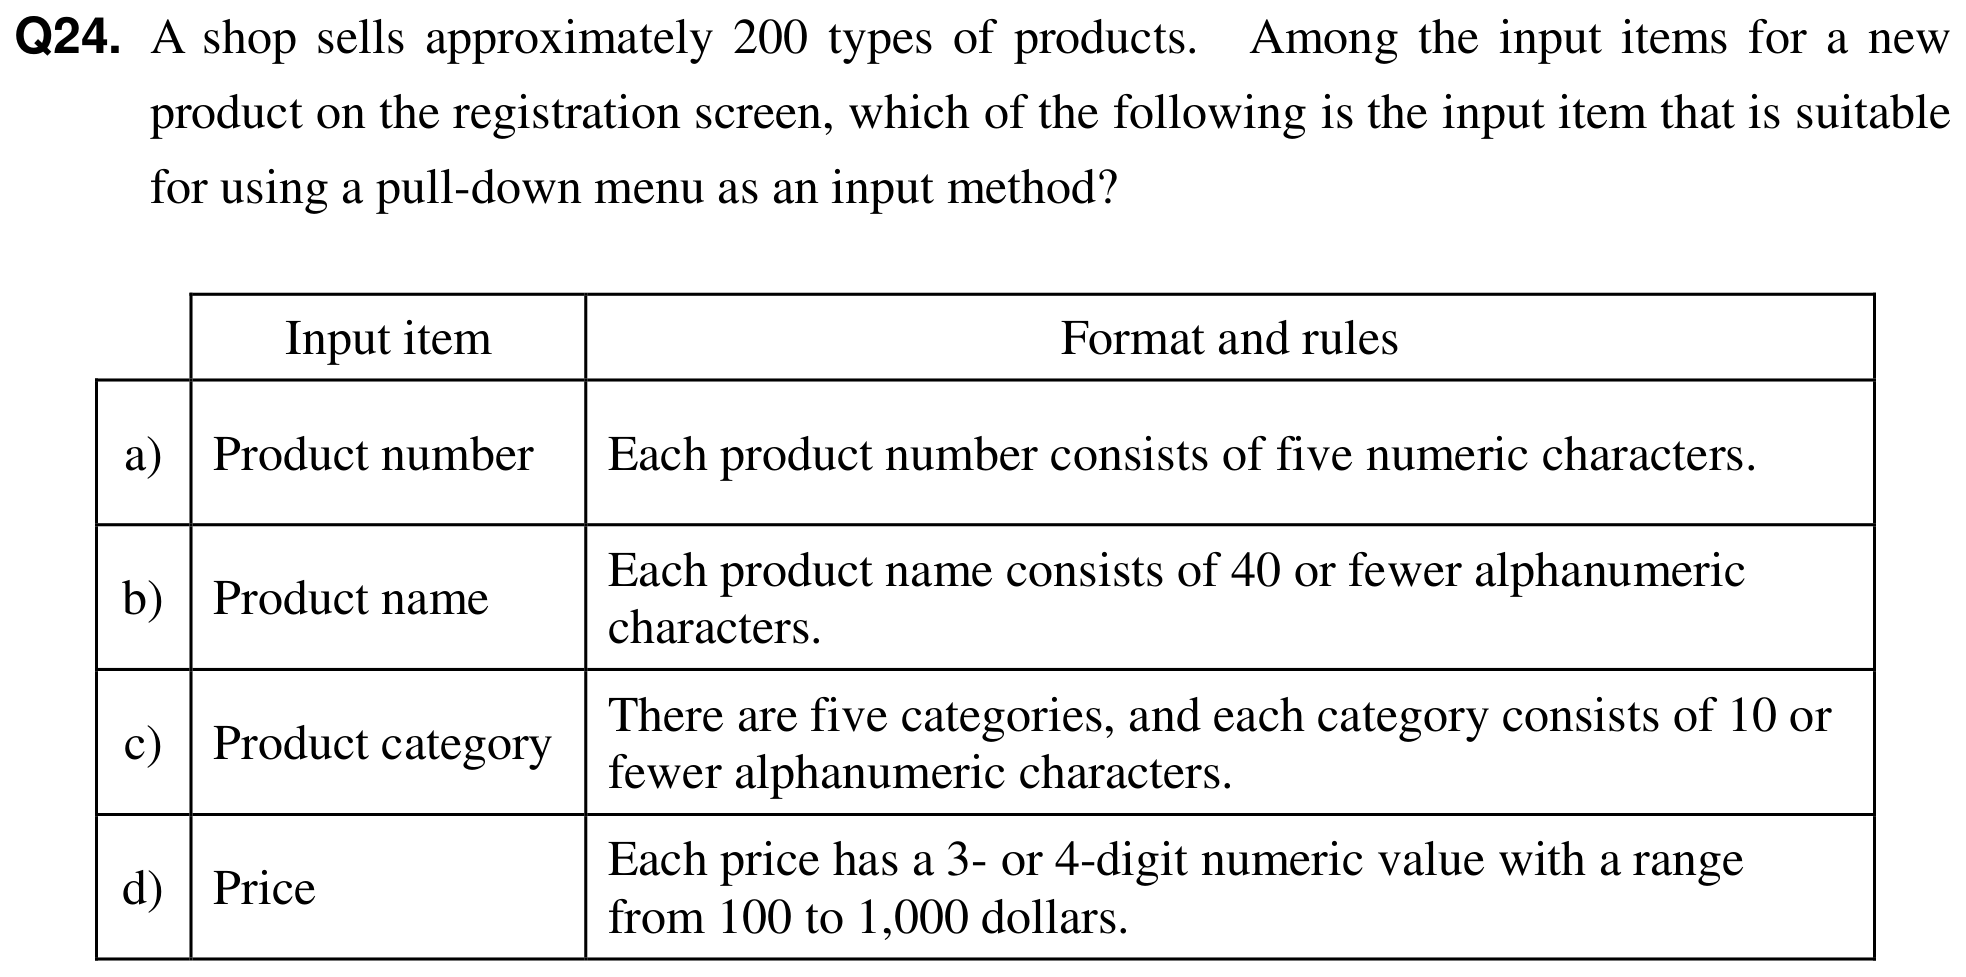 Q24. A shop sells approximately 200 types of products. Among the input items for a new
product on the registration screen, which of the following is the input item that is suitable
for using a pull-down menu as an input method?
Input item Format and rules
a) Product number Each product number consists of five numeric characters.
b) Product name Each product name consists of 40 or fewer alphanumeric
characters.
c) Product category There are five categories, and each category consists of 10 or
fewer alphanumeric characters.
d) Price Each price has a 3- or 4-digit numeric value with a range
from 100 to 1,000 dollars.